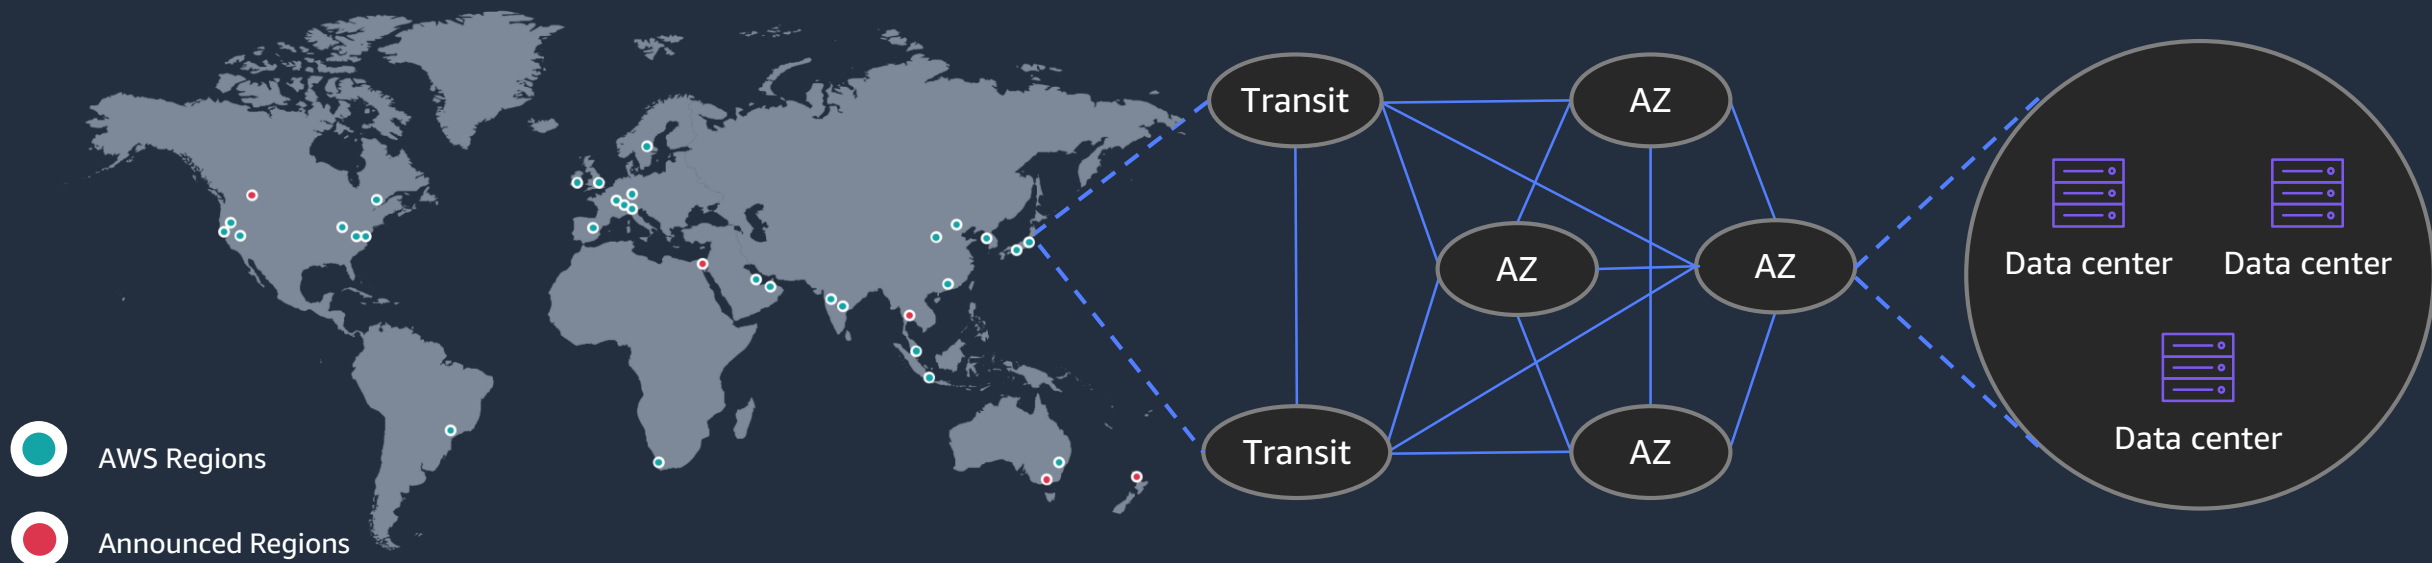 AWS Regions
Announced Regions
Transit
AZ
AZ
AZ
Transit
AZ
Data center
Data center
Data center